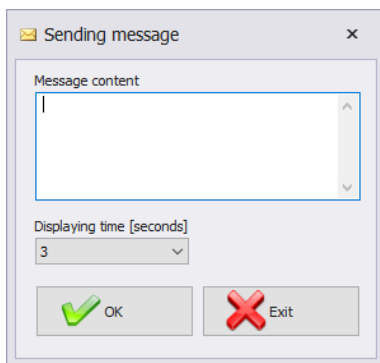 Sending message
Message content
Displaying time [seconds]
3
OK
Exit